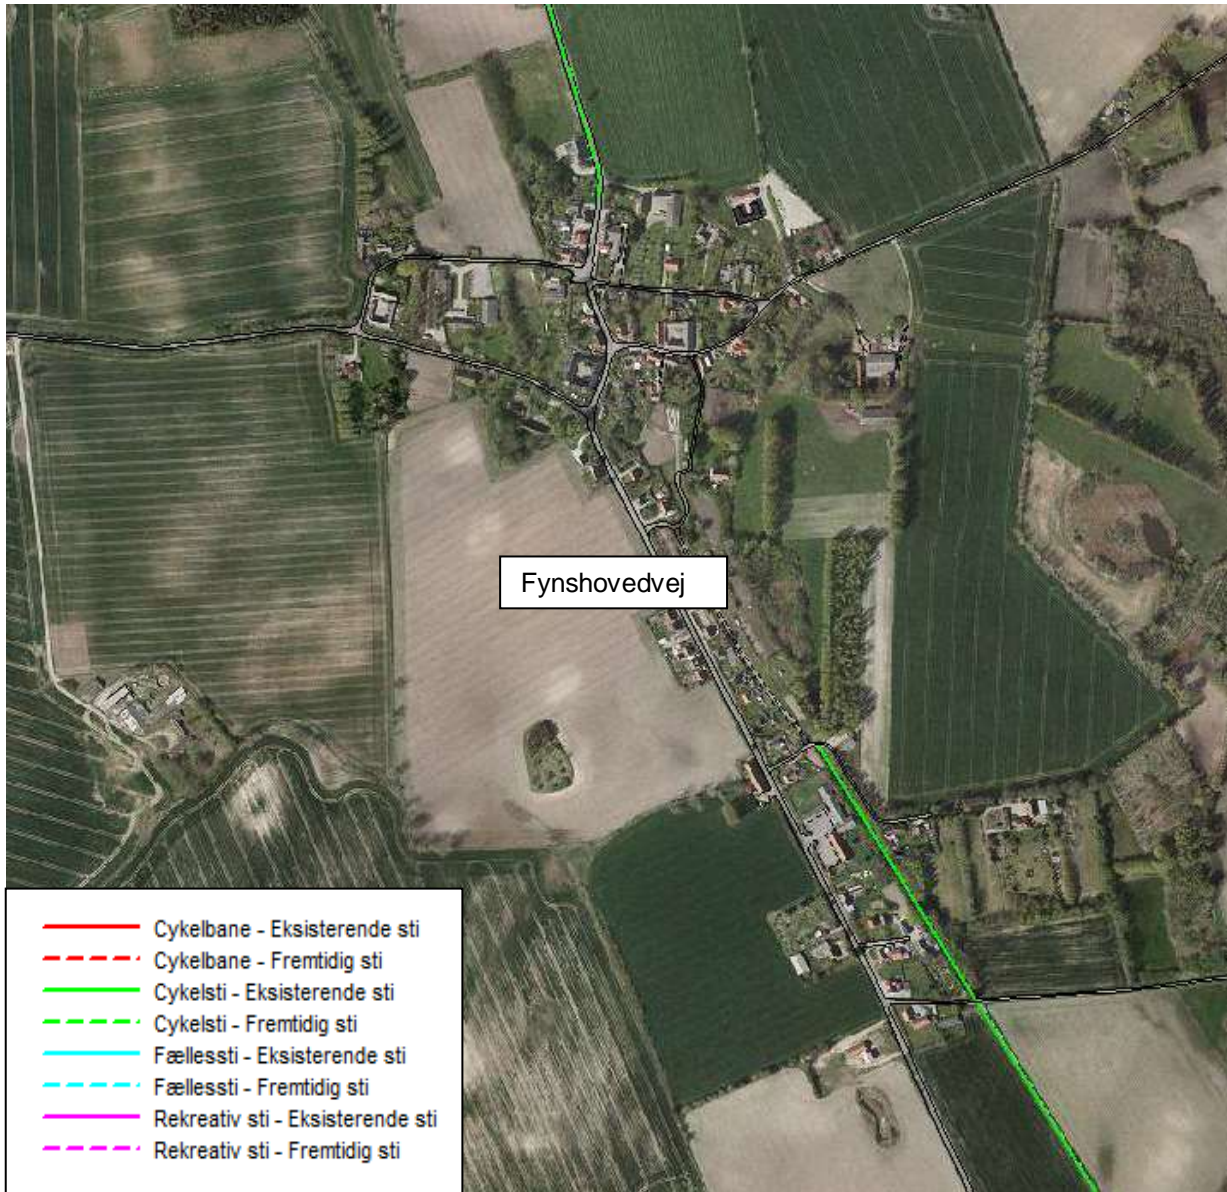 Fynshovedvej
Cykelbane - Eksisterende sti
Cykelbane - Fremtidig sti
Cykelsti - Eksisterende sti
Cykelsti - Fremtidig sti
Fællessti - Eksisterende sti
Fællessti - Fremtidig sti
Rekreativ sti - Eksisterende sti
Rekreativ sti - Fremtidig sti